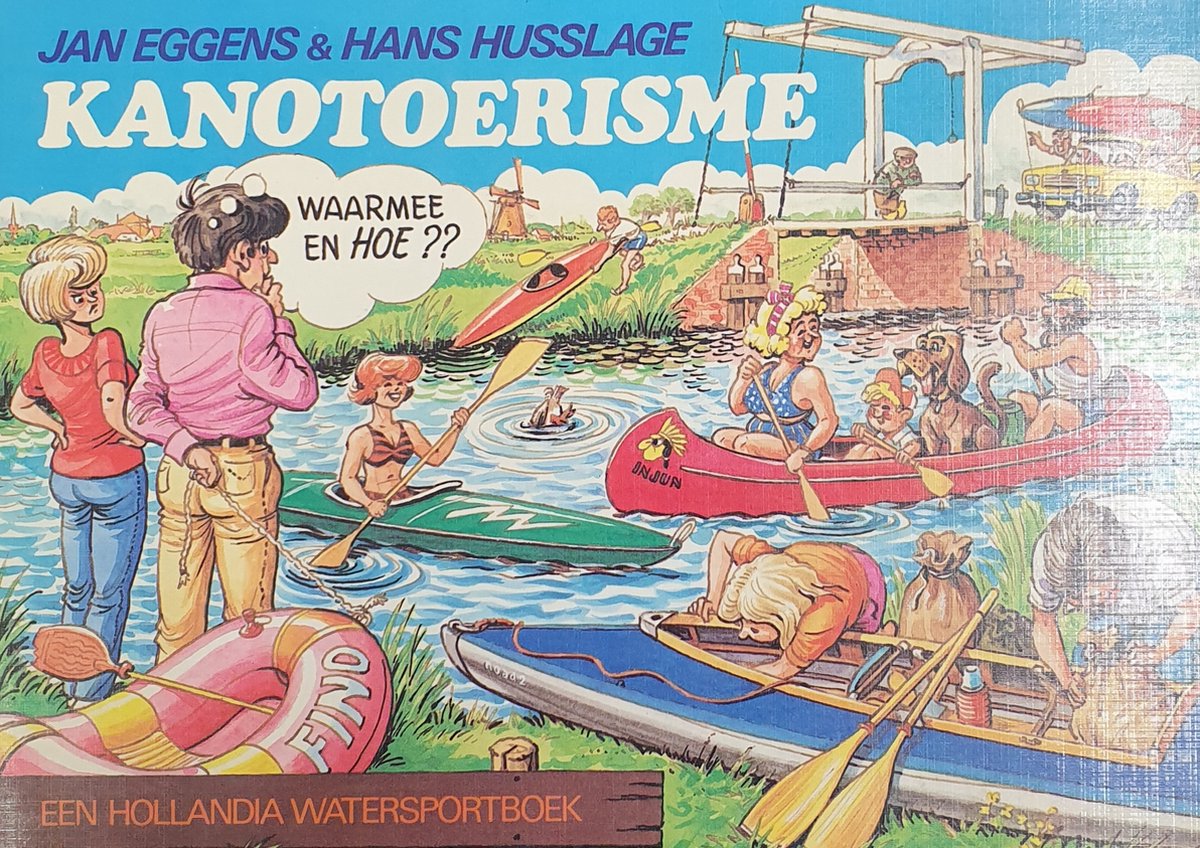 JAN EGGENS & HANS HUSSLAGE
KANOTOERISME
WAARMEE
EN HOE ??
INJUN
FIND
EEN HOLLANDIA WATERSPORTBOEK